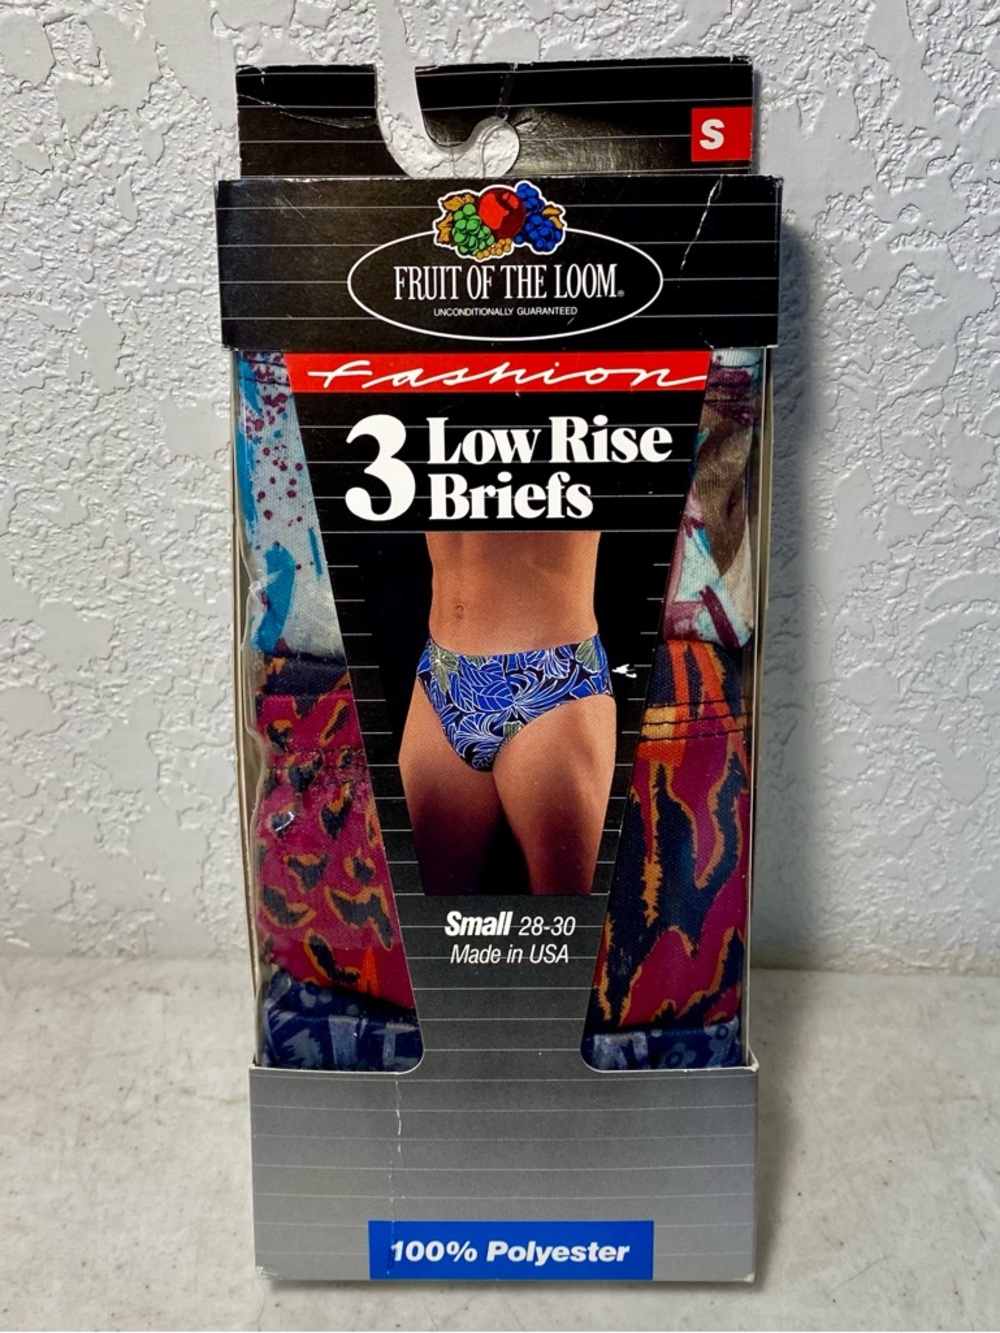 S
FRUIT OF THE LOOM®
UNCONDITIONALLY GUARANTEED
Fashion
3 Low Rise
Briefs
Small 28-30
Made in USA
100% Polyester